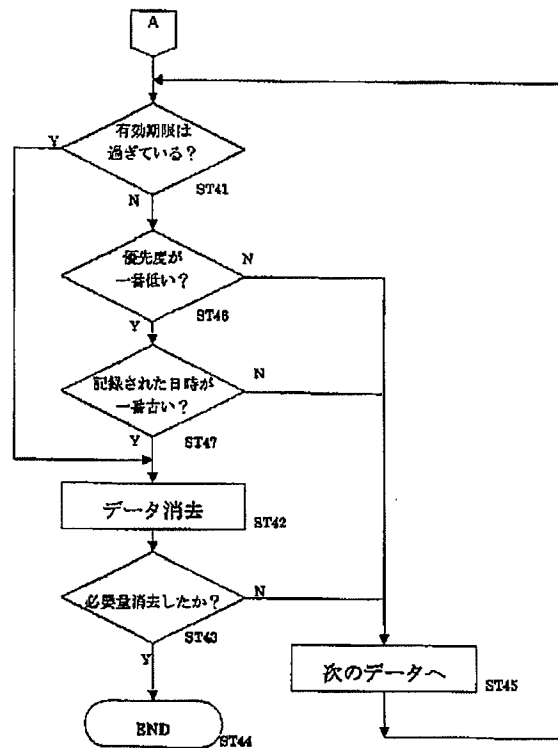 A
有効期限は
過ぎている？
Y
ST41
N
優先度が
一番低い？
N
ST46
Y
記録された日時が
一番古い？
N
ST47
Y
データ消去
ST42
必要量消去したか？
N
ST43
Y
次のデータへ
ST45
END
ST44